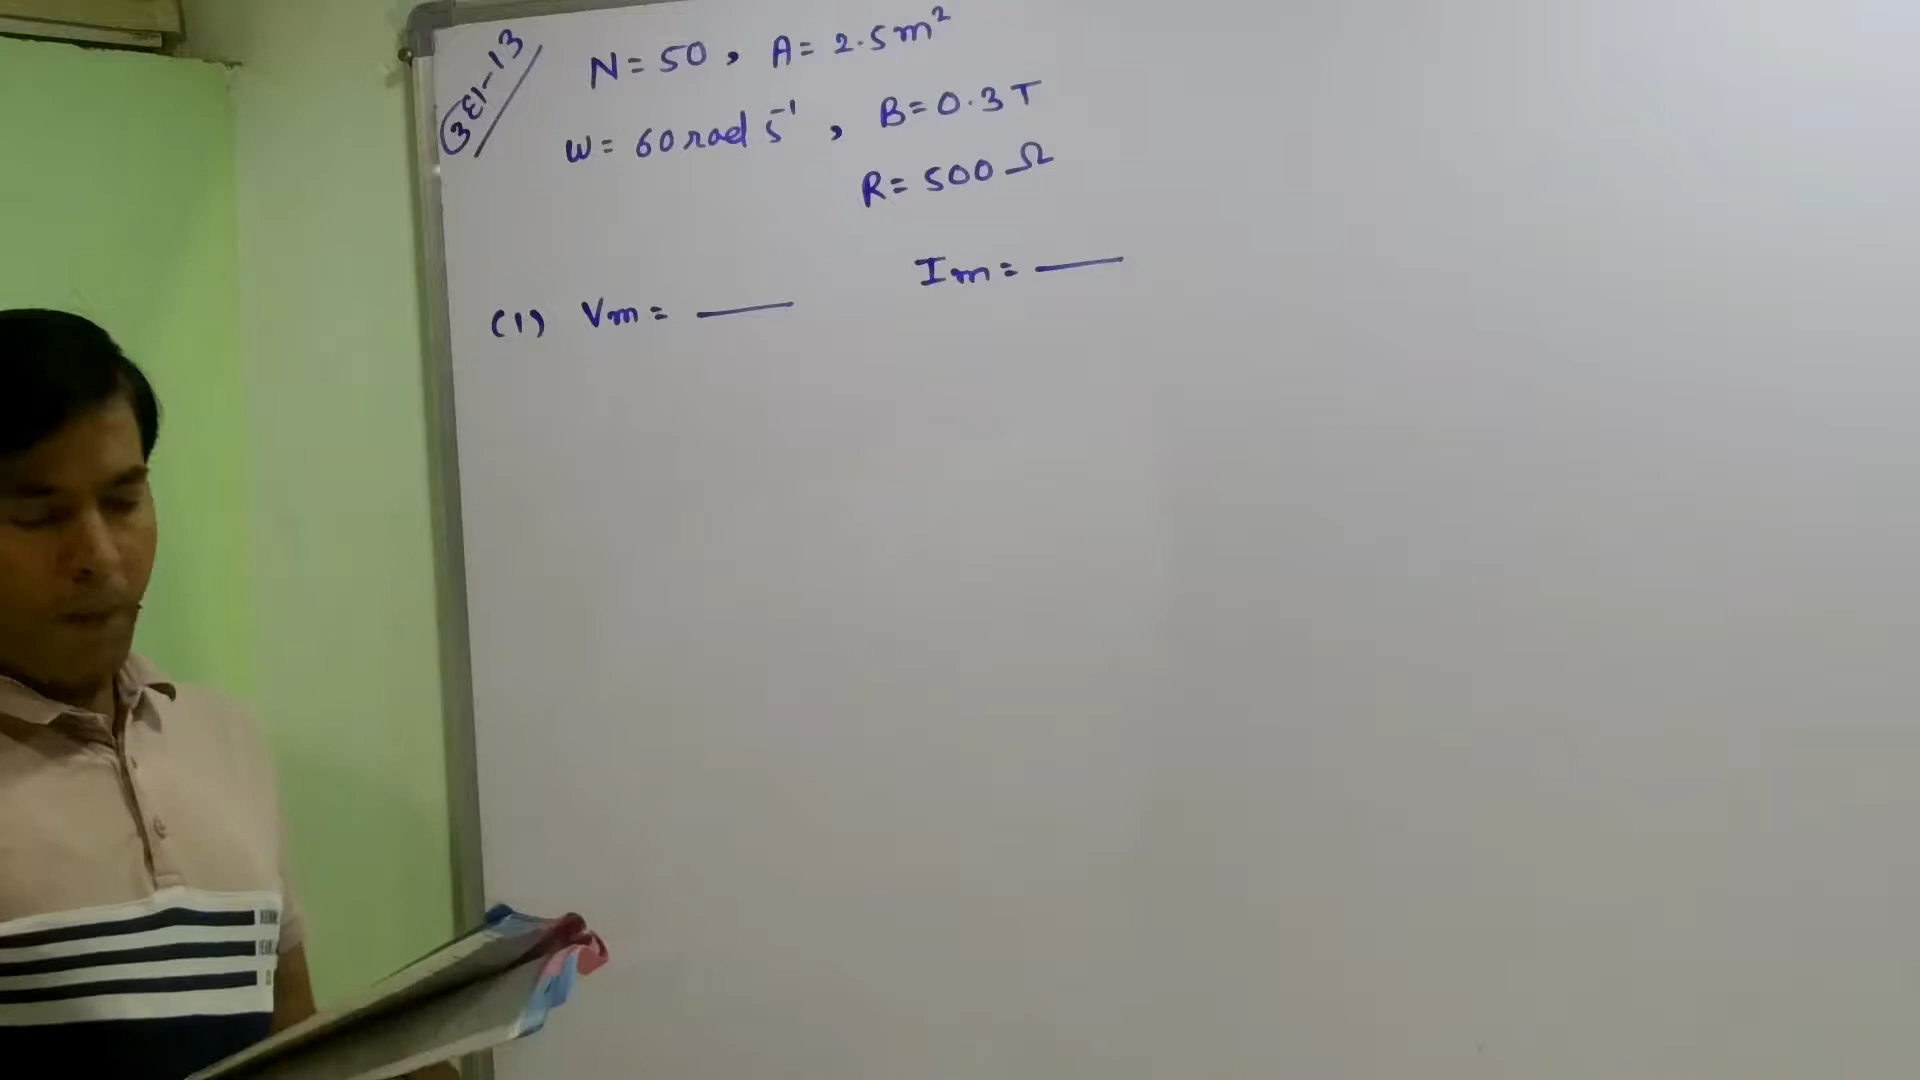 3E1-13
N = 50 , A = 2.5 m²
W = 60 rad s⁻¹ , B = 0.3 T
R = 500 Ω
Im = ___
(1) Vm = ___